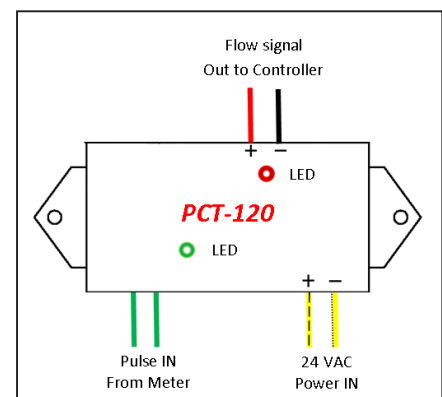 Flow signal
Out to Controller
+ −
LED
PCT-120
LED
+ −
Pulse IN
From Meter
24 VAC
Power IN